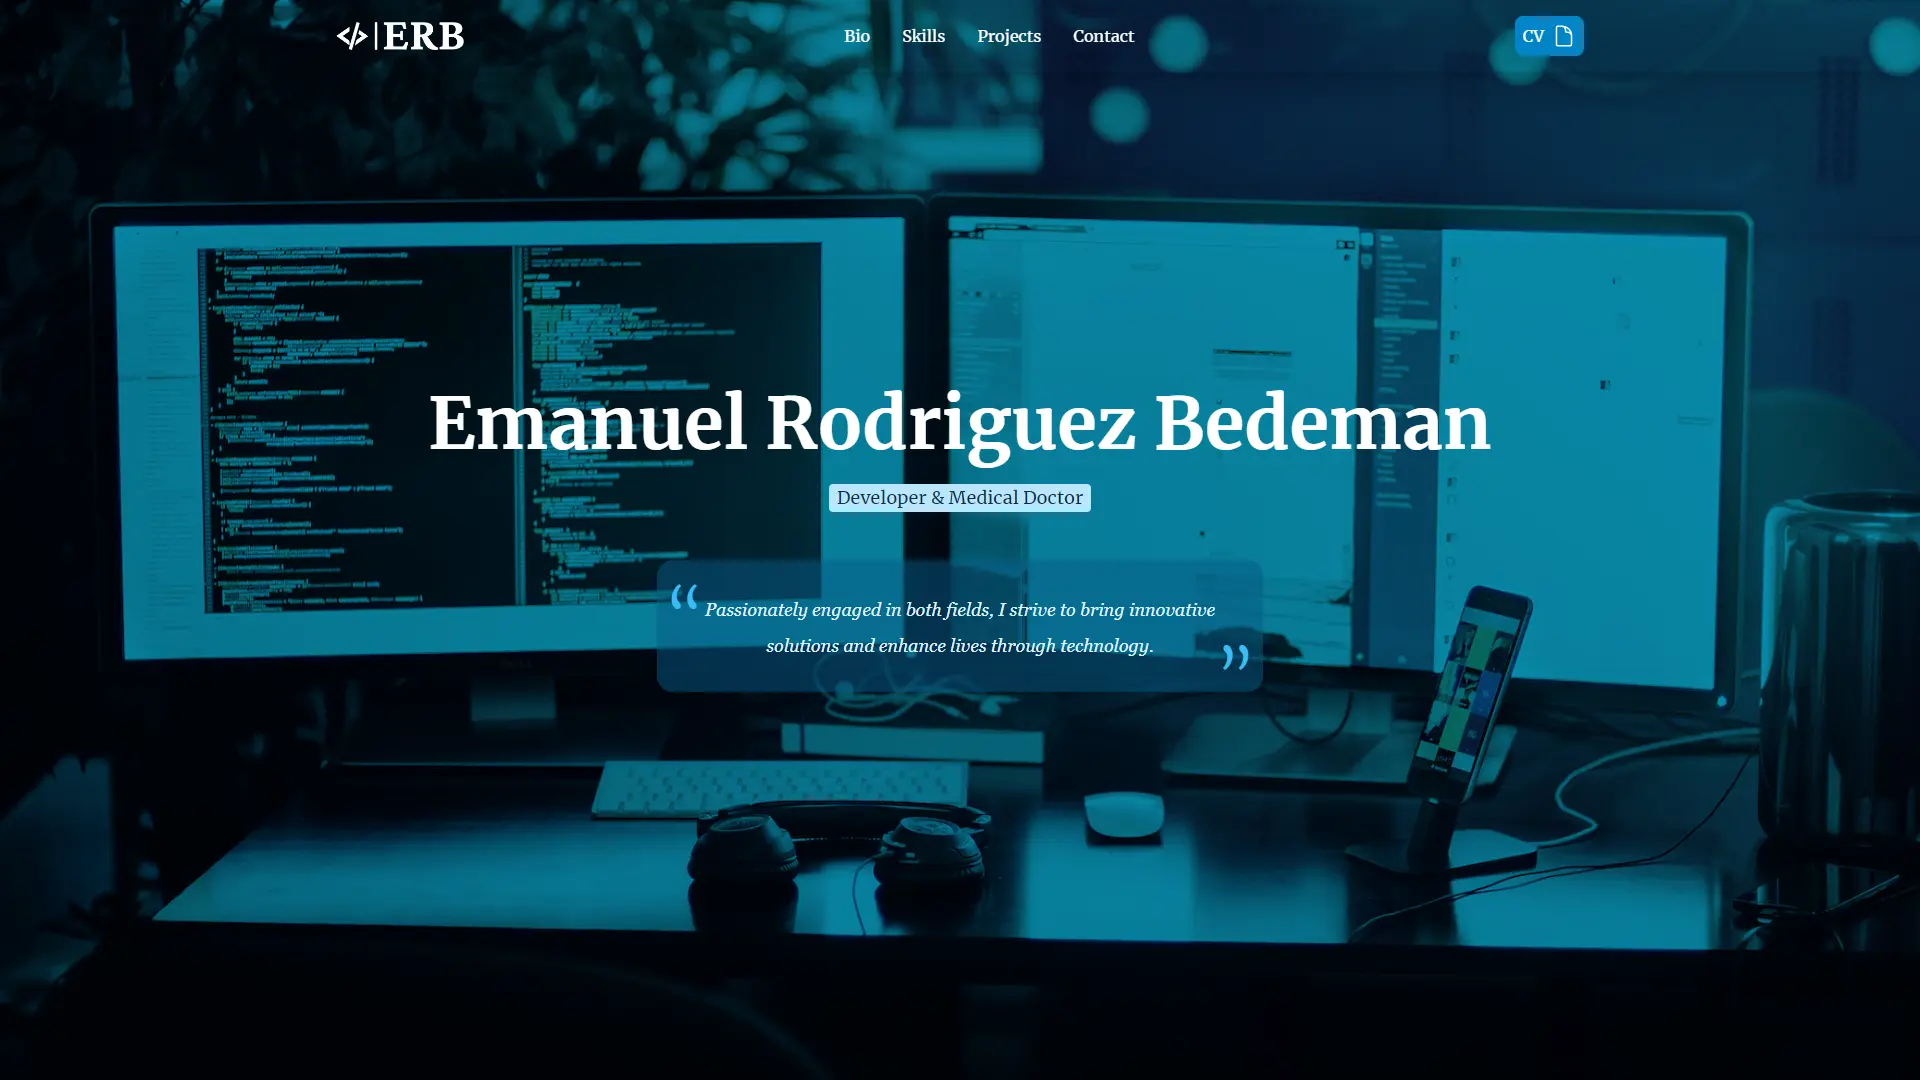 </>|ERB
Bio
Skills
Projects
Contact
CV
Emanuel Rodriguez Bedeman
Developer & Medical Doctor
“ Passionately engaged in both fields, I strive to bring innovative
solutions and enhance lives through technology. ”